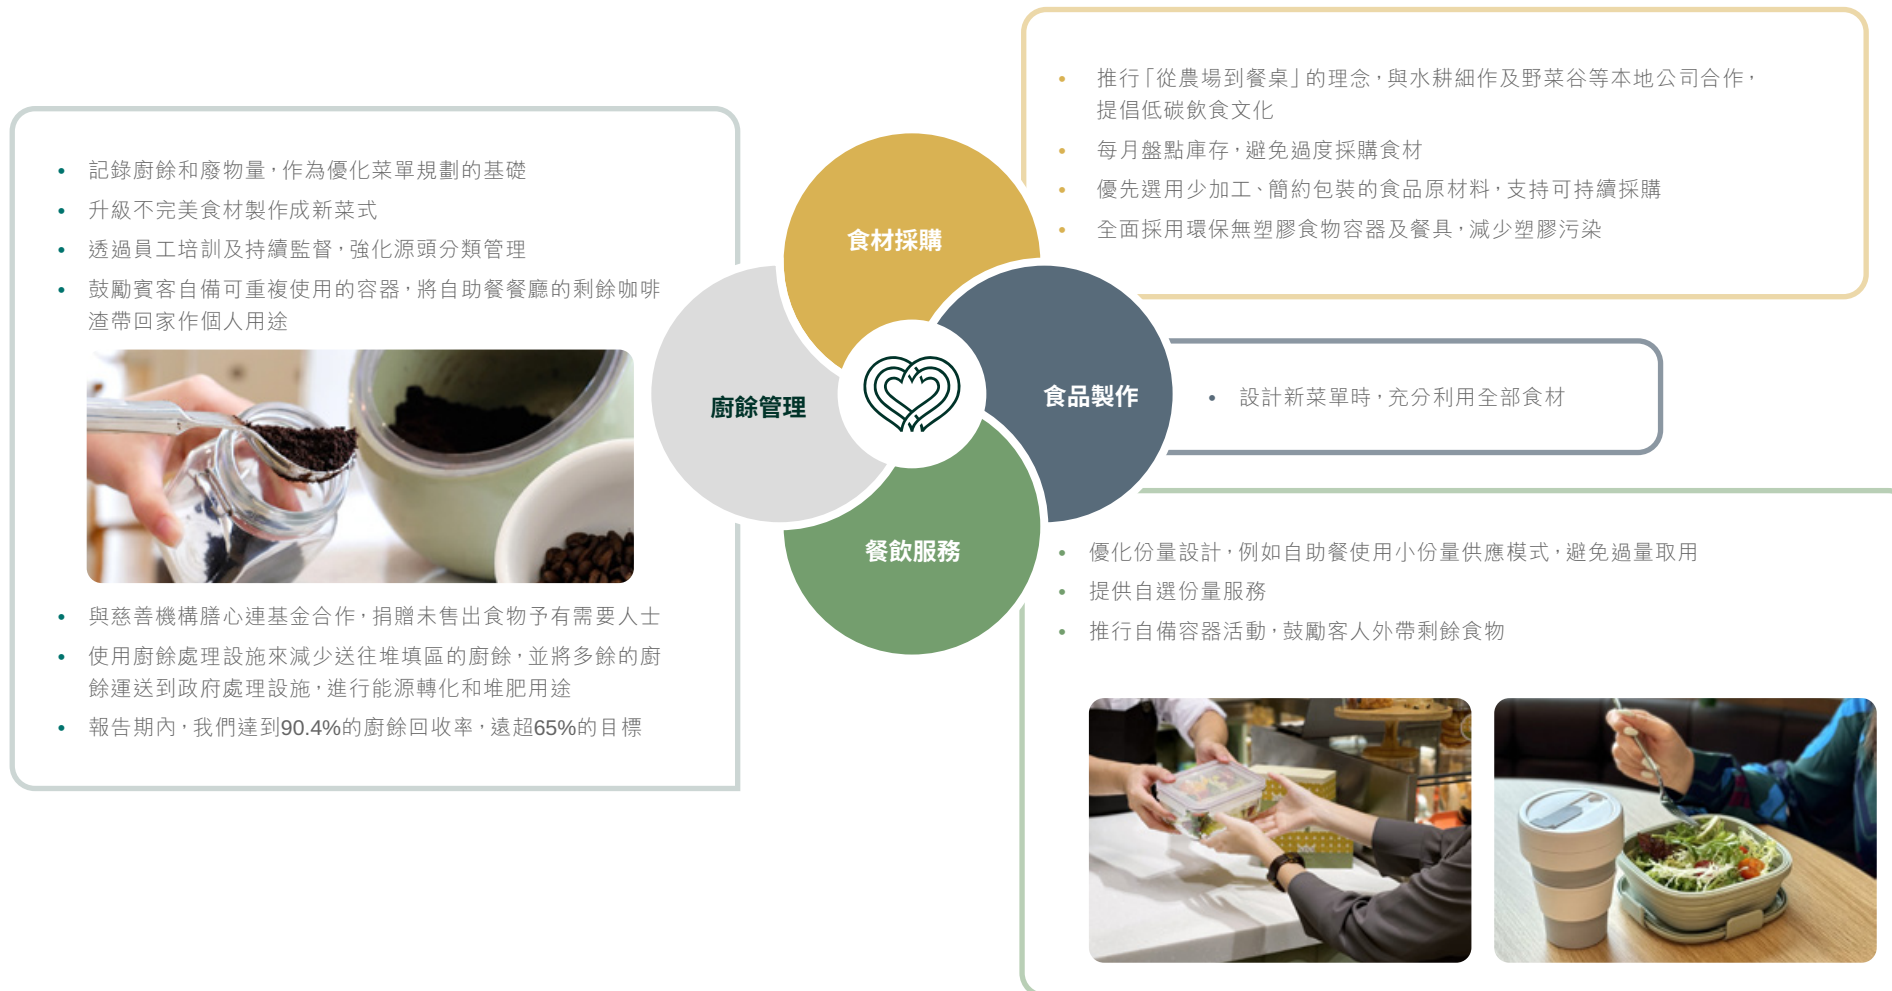 食材採購
• 推行「從農場到餐桌」的理念，與水耕細作及野菜谷等本地公司合作，
提倡低碳飲食文化
• 每月盤點庫存，避免過度採購食材
• 優先選用少加工、簡約包裝的食品原材料，支持可持續採購
• 全面採用環保無塑膠食物容器及餐具，減少塑膠污染
食品製作
• 設計新菜單時，充分利用全部食材
餐飲服務
• 優化份量設計，例如自助餐使用小份量供應模式，避免過量取用
• 提供自選份量服務
• 推行自備容器活動，鼓勵客人外帶剩餘食物
廚餘管理
• 記錄廚餘和廢物量，作為優化菜單規劃的基礎
• 升級不完美食材製作成新菜式
• 透過員工培訓及持續監督，強化源頭分類管理
• 鼓勵賓客自備可重複使用的容器，將自助餐餐廳的剩餘咖啡
渣帶回家作個人用途
• 與慈善機構膳心連基金合作，捐贈未售出食物予有需要人士
• 使用廚餘處理設施來減少送往堆填區的廚餘，並將多餘的廚
餘運送到政府處理設施，進行能源轉化和堆肥用途
• 報告期內，我們達到90.4%的廚餘回收率，遠超65%的目標